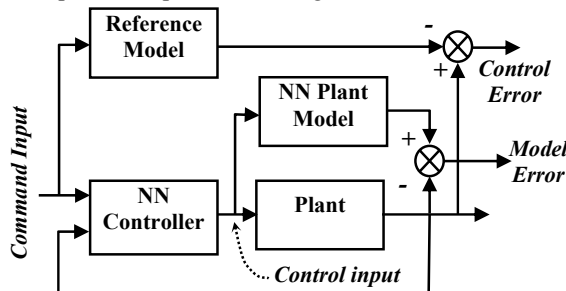 Reference
Model
-
+
Control
Error
NN Plant
Model
+
-
Model
Error
Command Input
NN
Controller
Plant
Control input